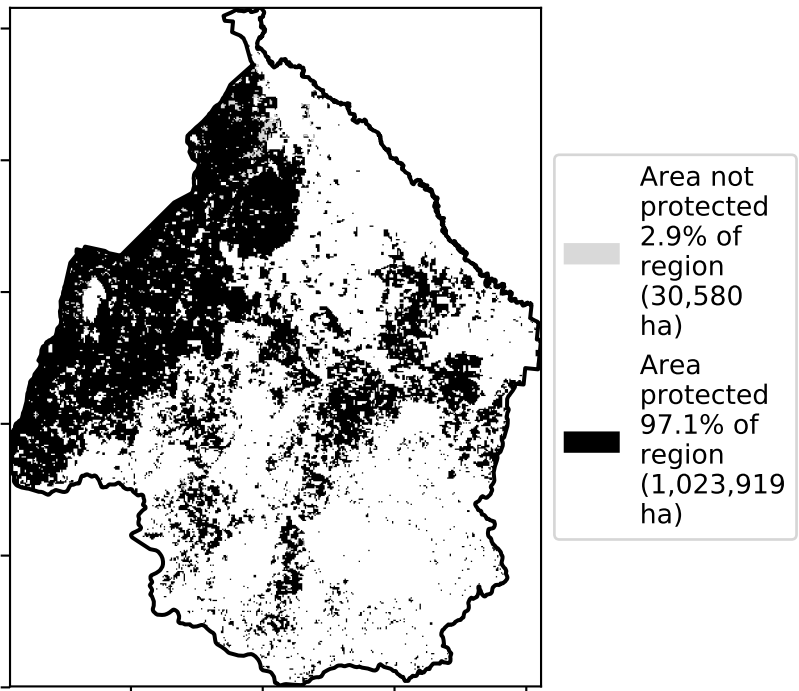 Area not
protected
2.9% of
region
(30,580
ha)
Area
protected
97.1% of
region
(1,023,919
ha)